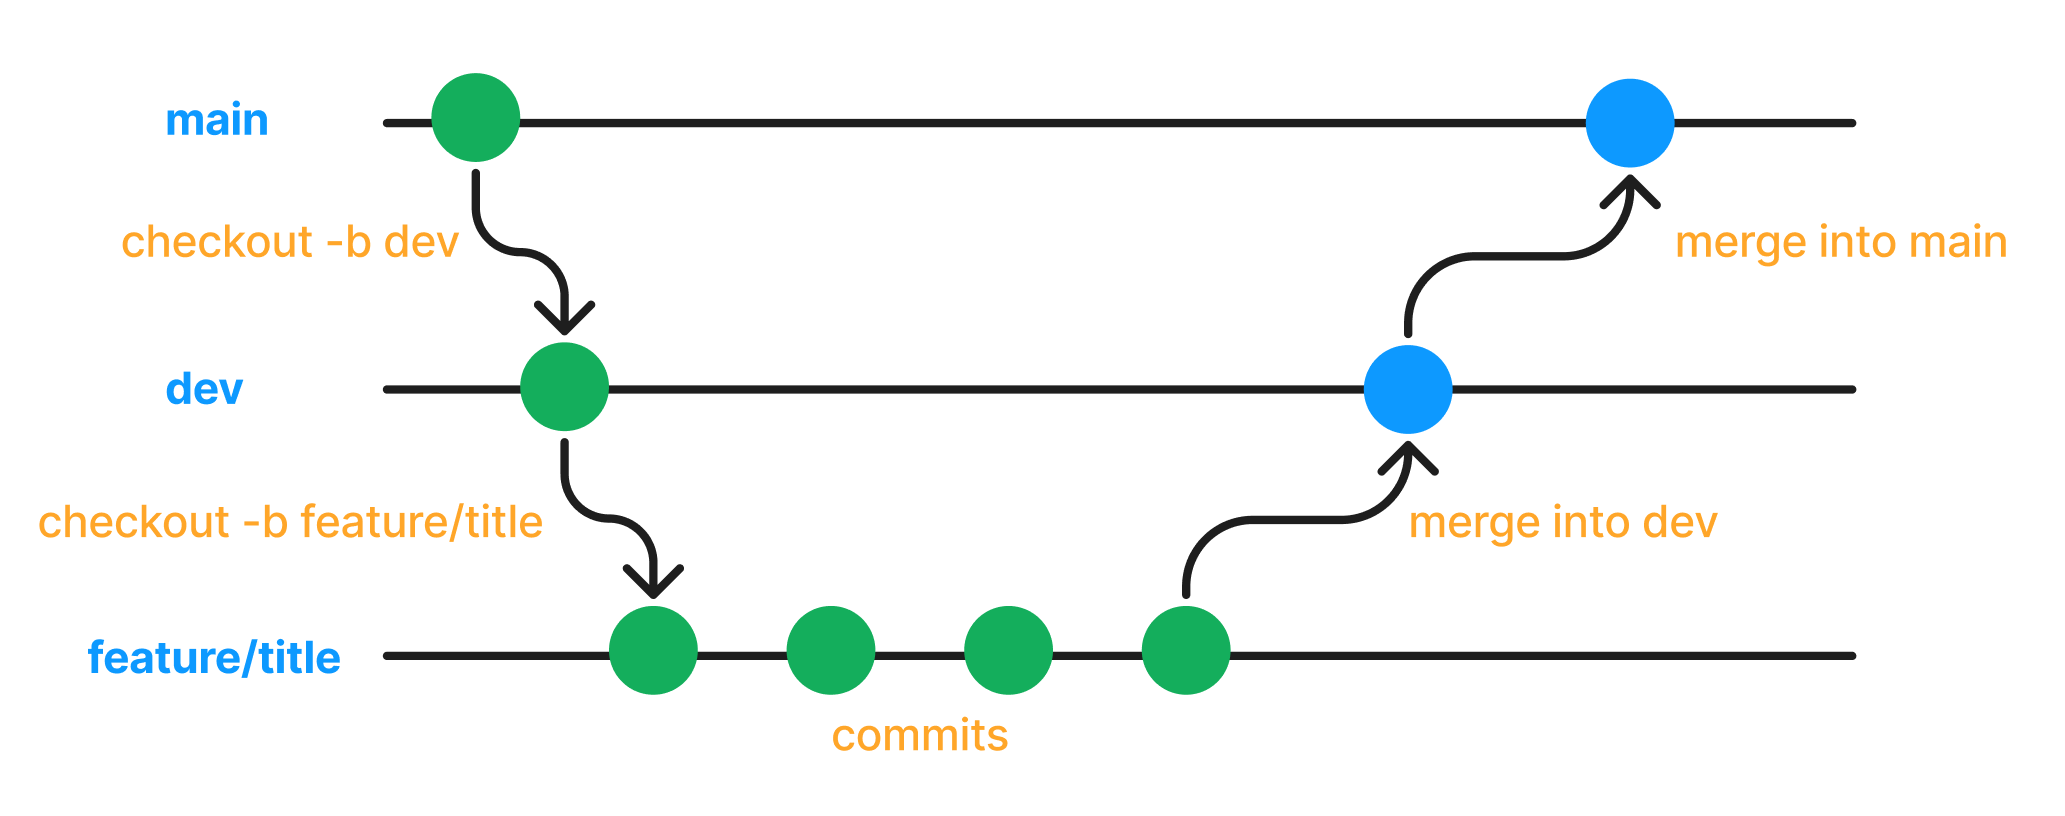 main
checkout -b dev
merge into main
dev
checkout -b feature/title
merge into dev
feature/title
commits